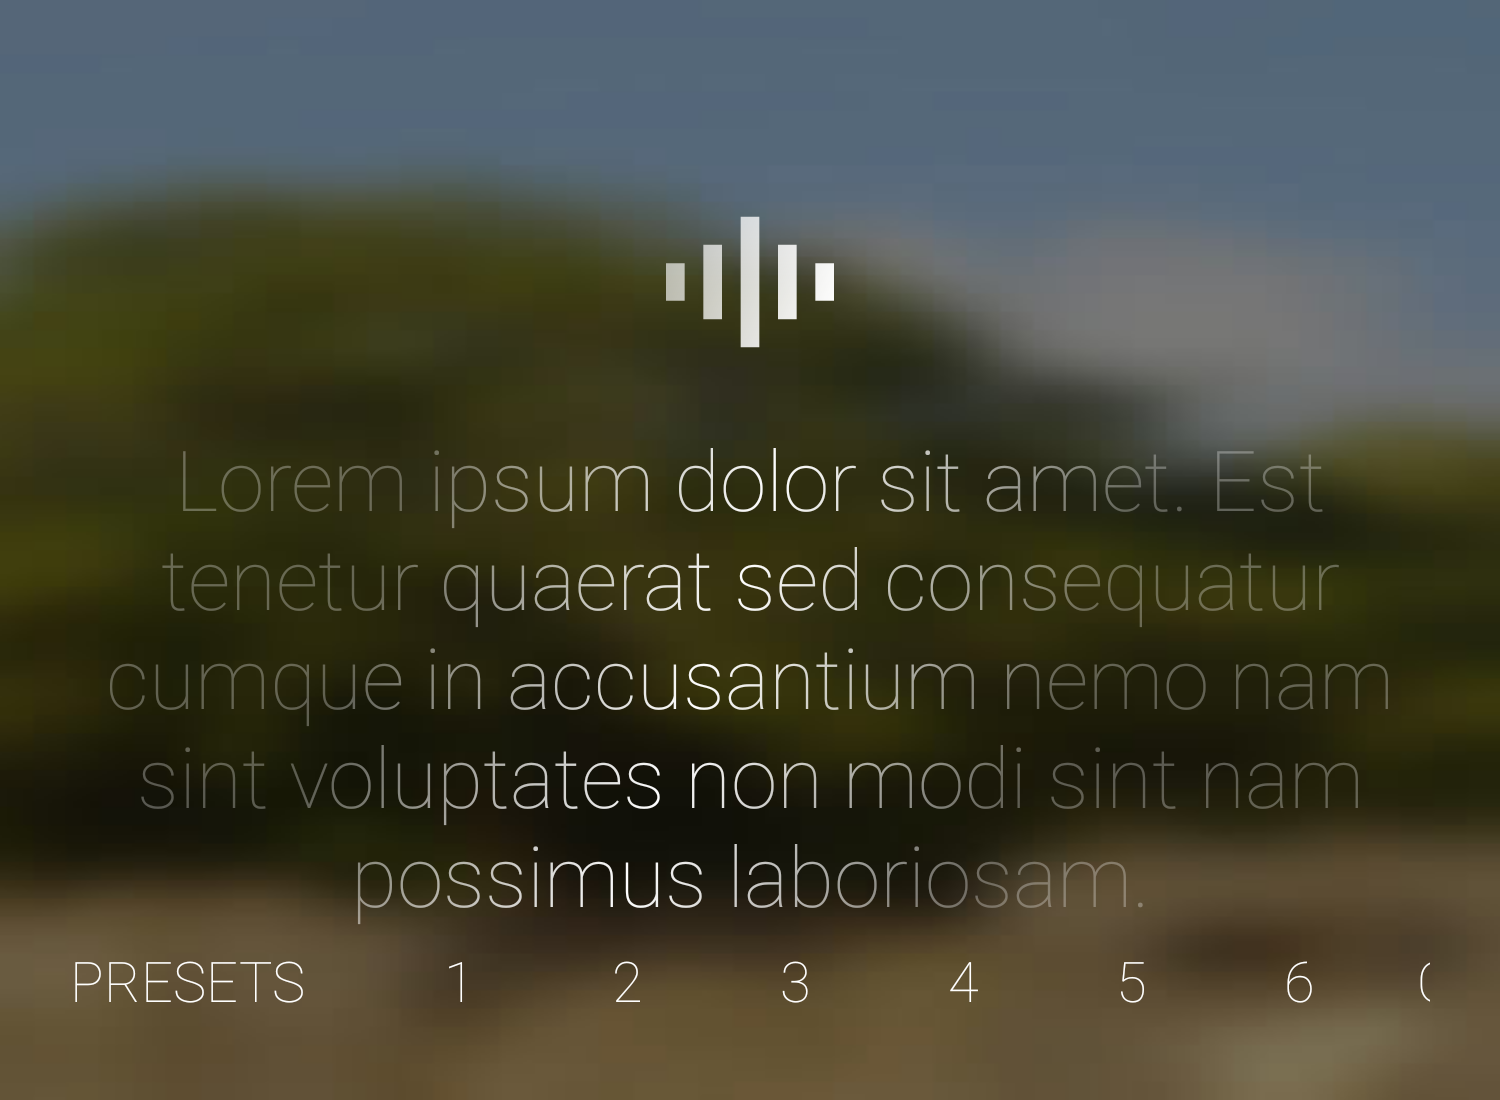 Lorem ipsum dolor sit amet. Est
tenetur quaerat sed consequatur
cumque in accusantium nemo nam
sint voluptates non modi sint nam
possimus laboriosam.
PRESETS 1 2 3 4 5 6